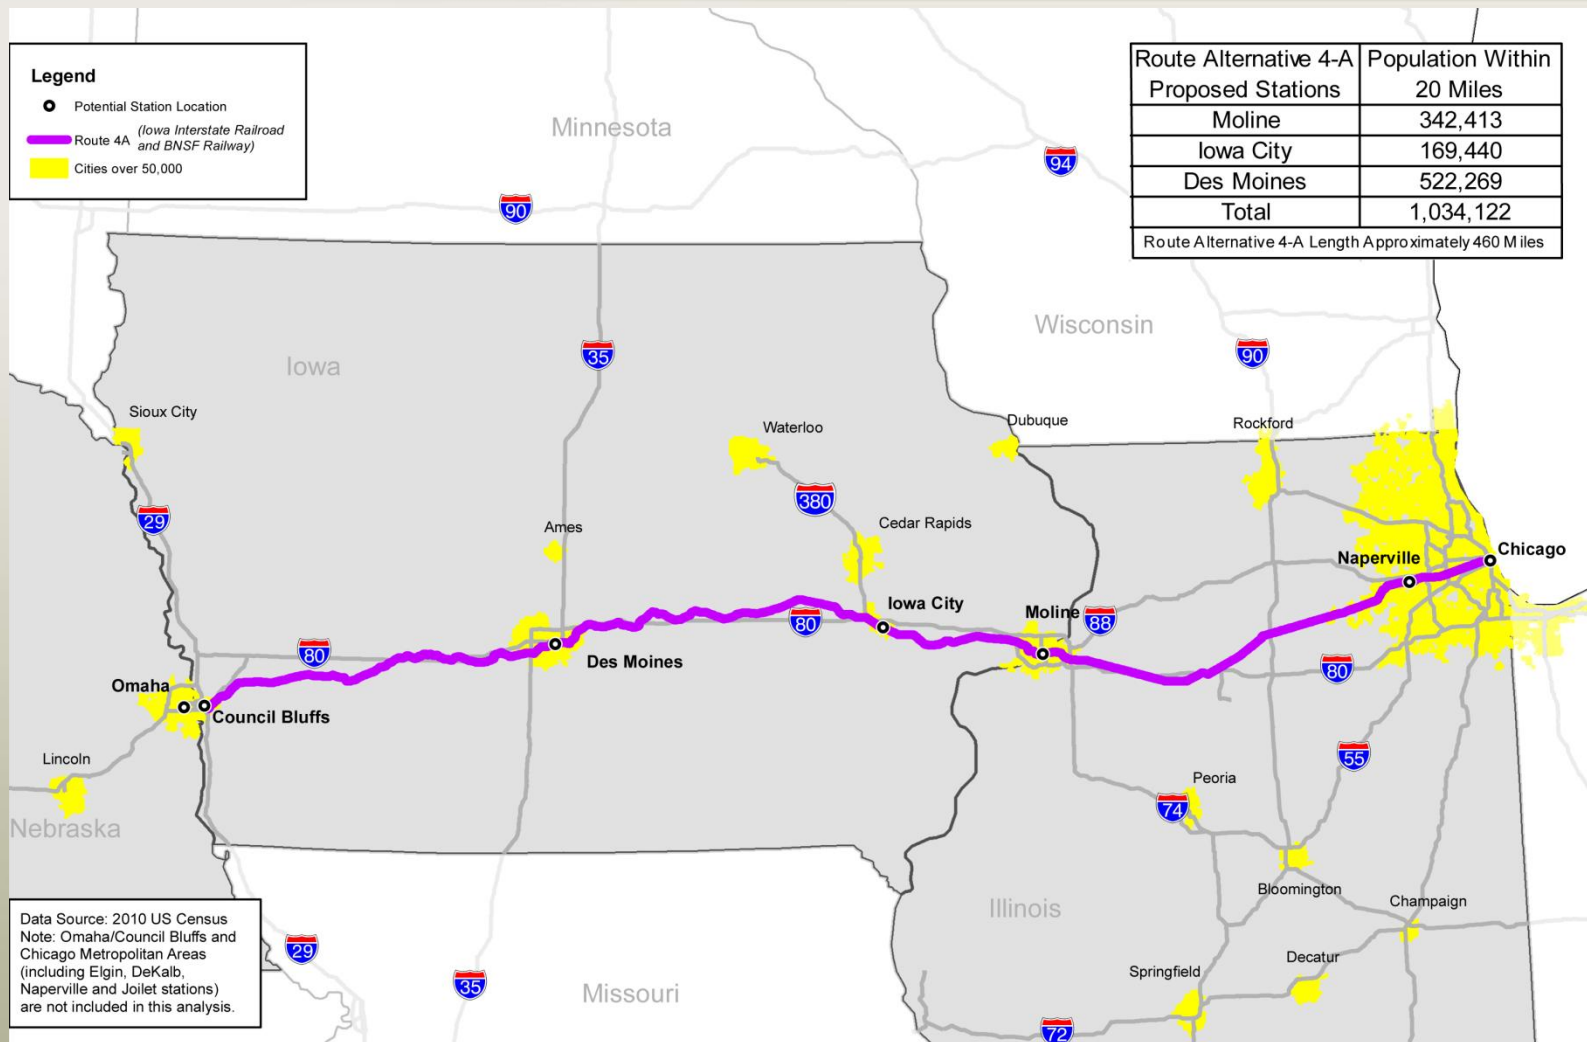 Legend
Potential Station Location
Route 4A (Iowa Interstate Railroad
and BNSF Railway)
Cities over 50,000
Route Alternative 4-A Population Within
Proposed Stations 20 Miles
Moline 342,413
Iowa City 169,440
Des Moines 522,269
Total 1,034,122
Route Alternative 4-A Length Approximately 460 Miles
Minnesota
94
90
Wisconsin
Iowa
35
90
Sioux City
Waterloo
Dubuque
Rockford
29
380
Ames
Cedar Rapids
Naperville
Chicago
Iowa City
Moline
80
88
80
Des Moines
80
Omaha
Council Bluffs
Lincoln
55
Peoria
74
Nebraska
Bloomington
Champaign
Illinois
Data Source: 2010 US Census
Note: Omaha/Council Bluffs and
Chicago Metropolitan Areas
(including Elgin, DeKalb,
Naperville and Joilet stations)
are not included in this analysis.
29
35
Missouri
Springfield
Decatur
72